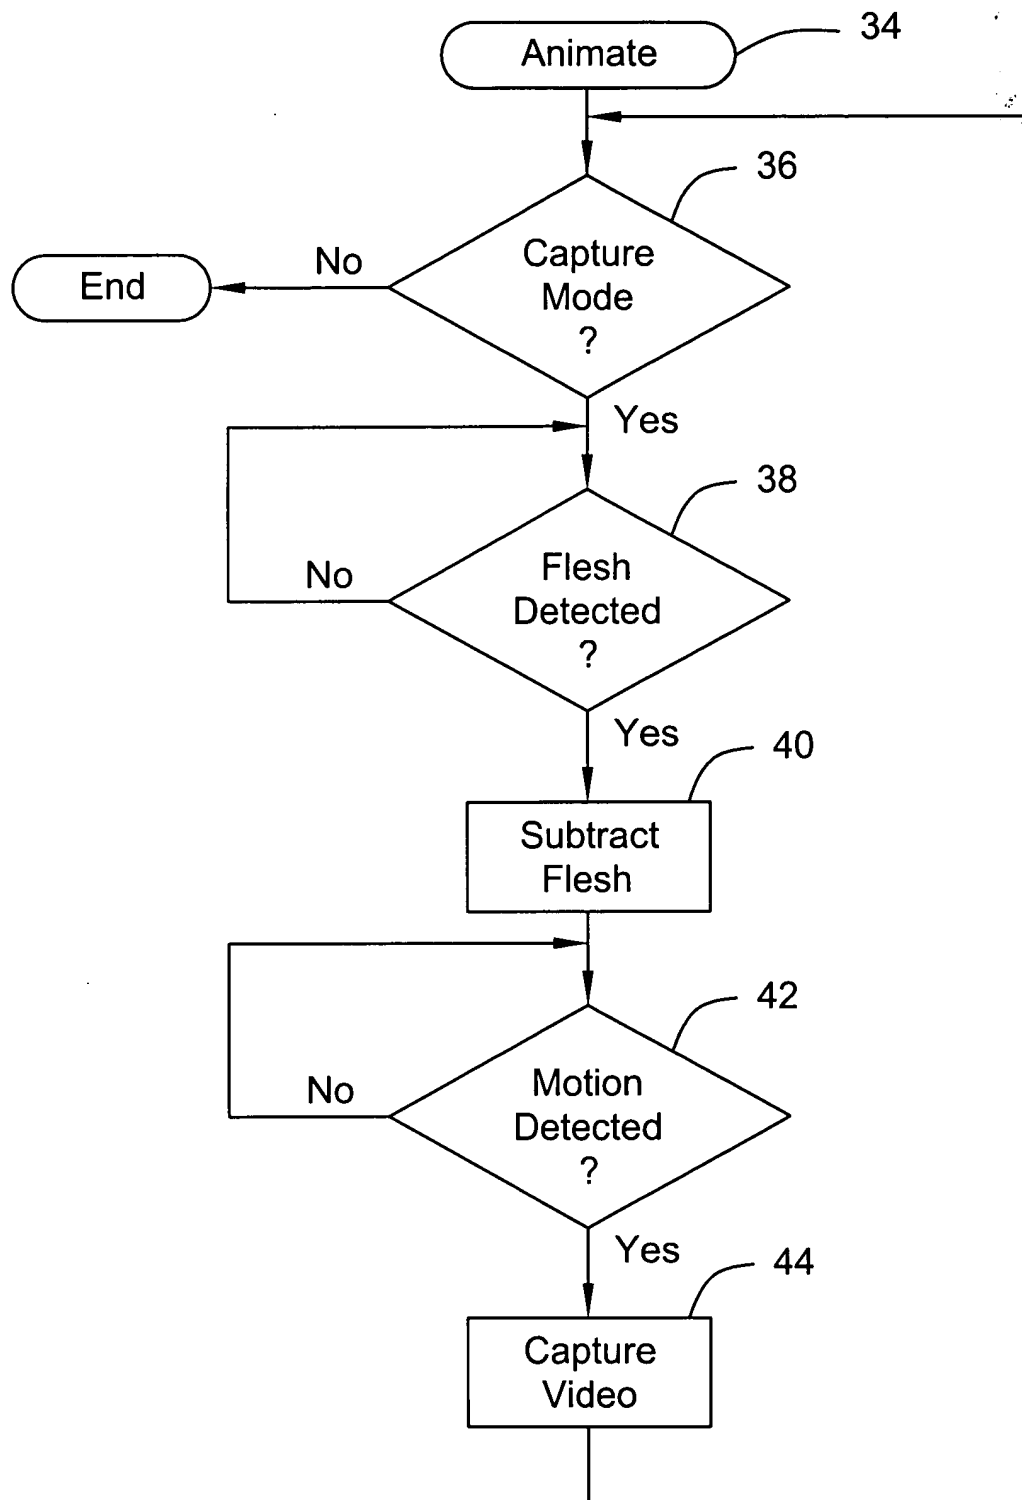 Animate
34
36
Capture
Mode
?
No
End
Yes
38
Flesh
Detected
?
No
Yes
40
Subtract
Flesh
42
Motion
Detected
?
No
Yes
44
Capture
Video